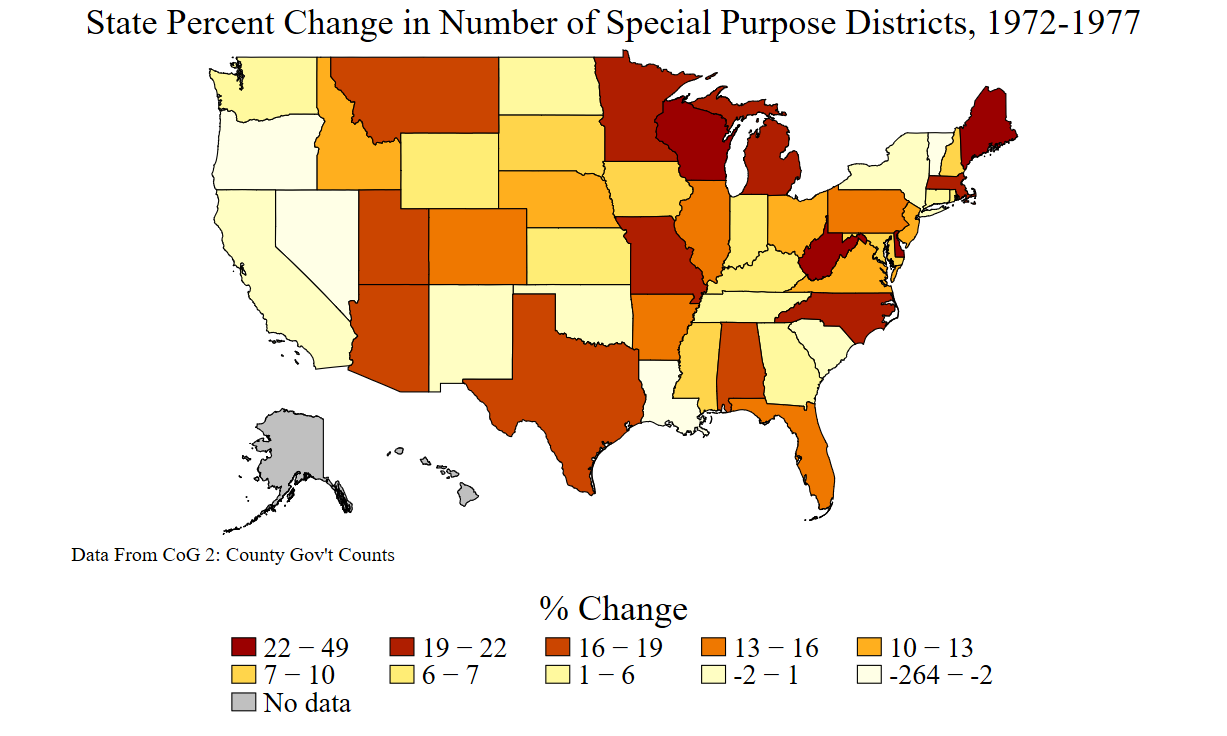 State Percent Change in Number of Special Purpose Districts, 1972-1977
Data From CoG 2: County Gov't Counts
% Change
22 − 49 19 − 22 16 − 19 13 − 16 10 − 13
7 − 10 6 − 7 1 − 6 -2 − 1 -264 − -2
No data